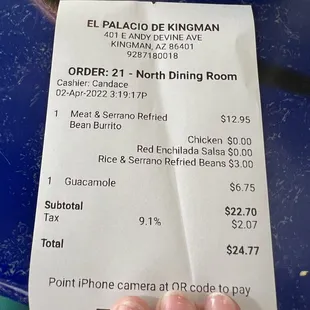 EL PALACIO DE KINGMAN
401 E ANDY DEVINE AVE
KINGMAN, AZ 86401
9287180018
ORDER: 21 - North Dining Room
Cashier: Candace
02-Apr-2022 3:19:17P
1 Meat & Serrano Refried $12.95
Bean Burrito
Chicken $0.00
Red Enchilada Salsa $0.00
Rice & Serrano Refried Beans $3.00
1 Guacamole $6.75
Subtotal $22.70
Tax 9.1% $2.07
Total $24.77
Point iPhone camera at QR code to pay